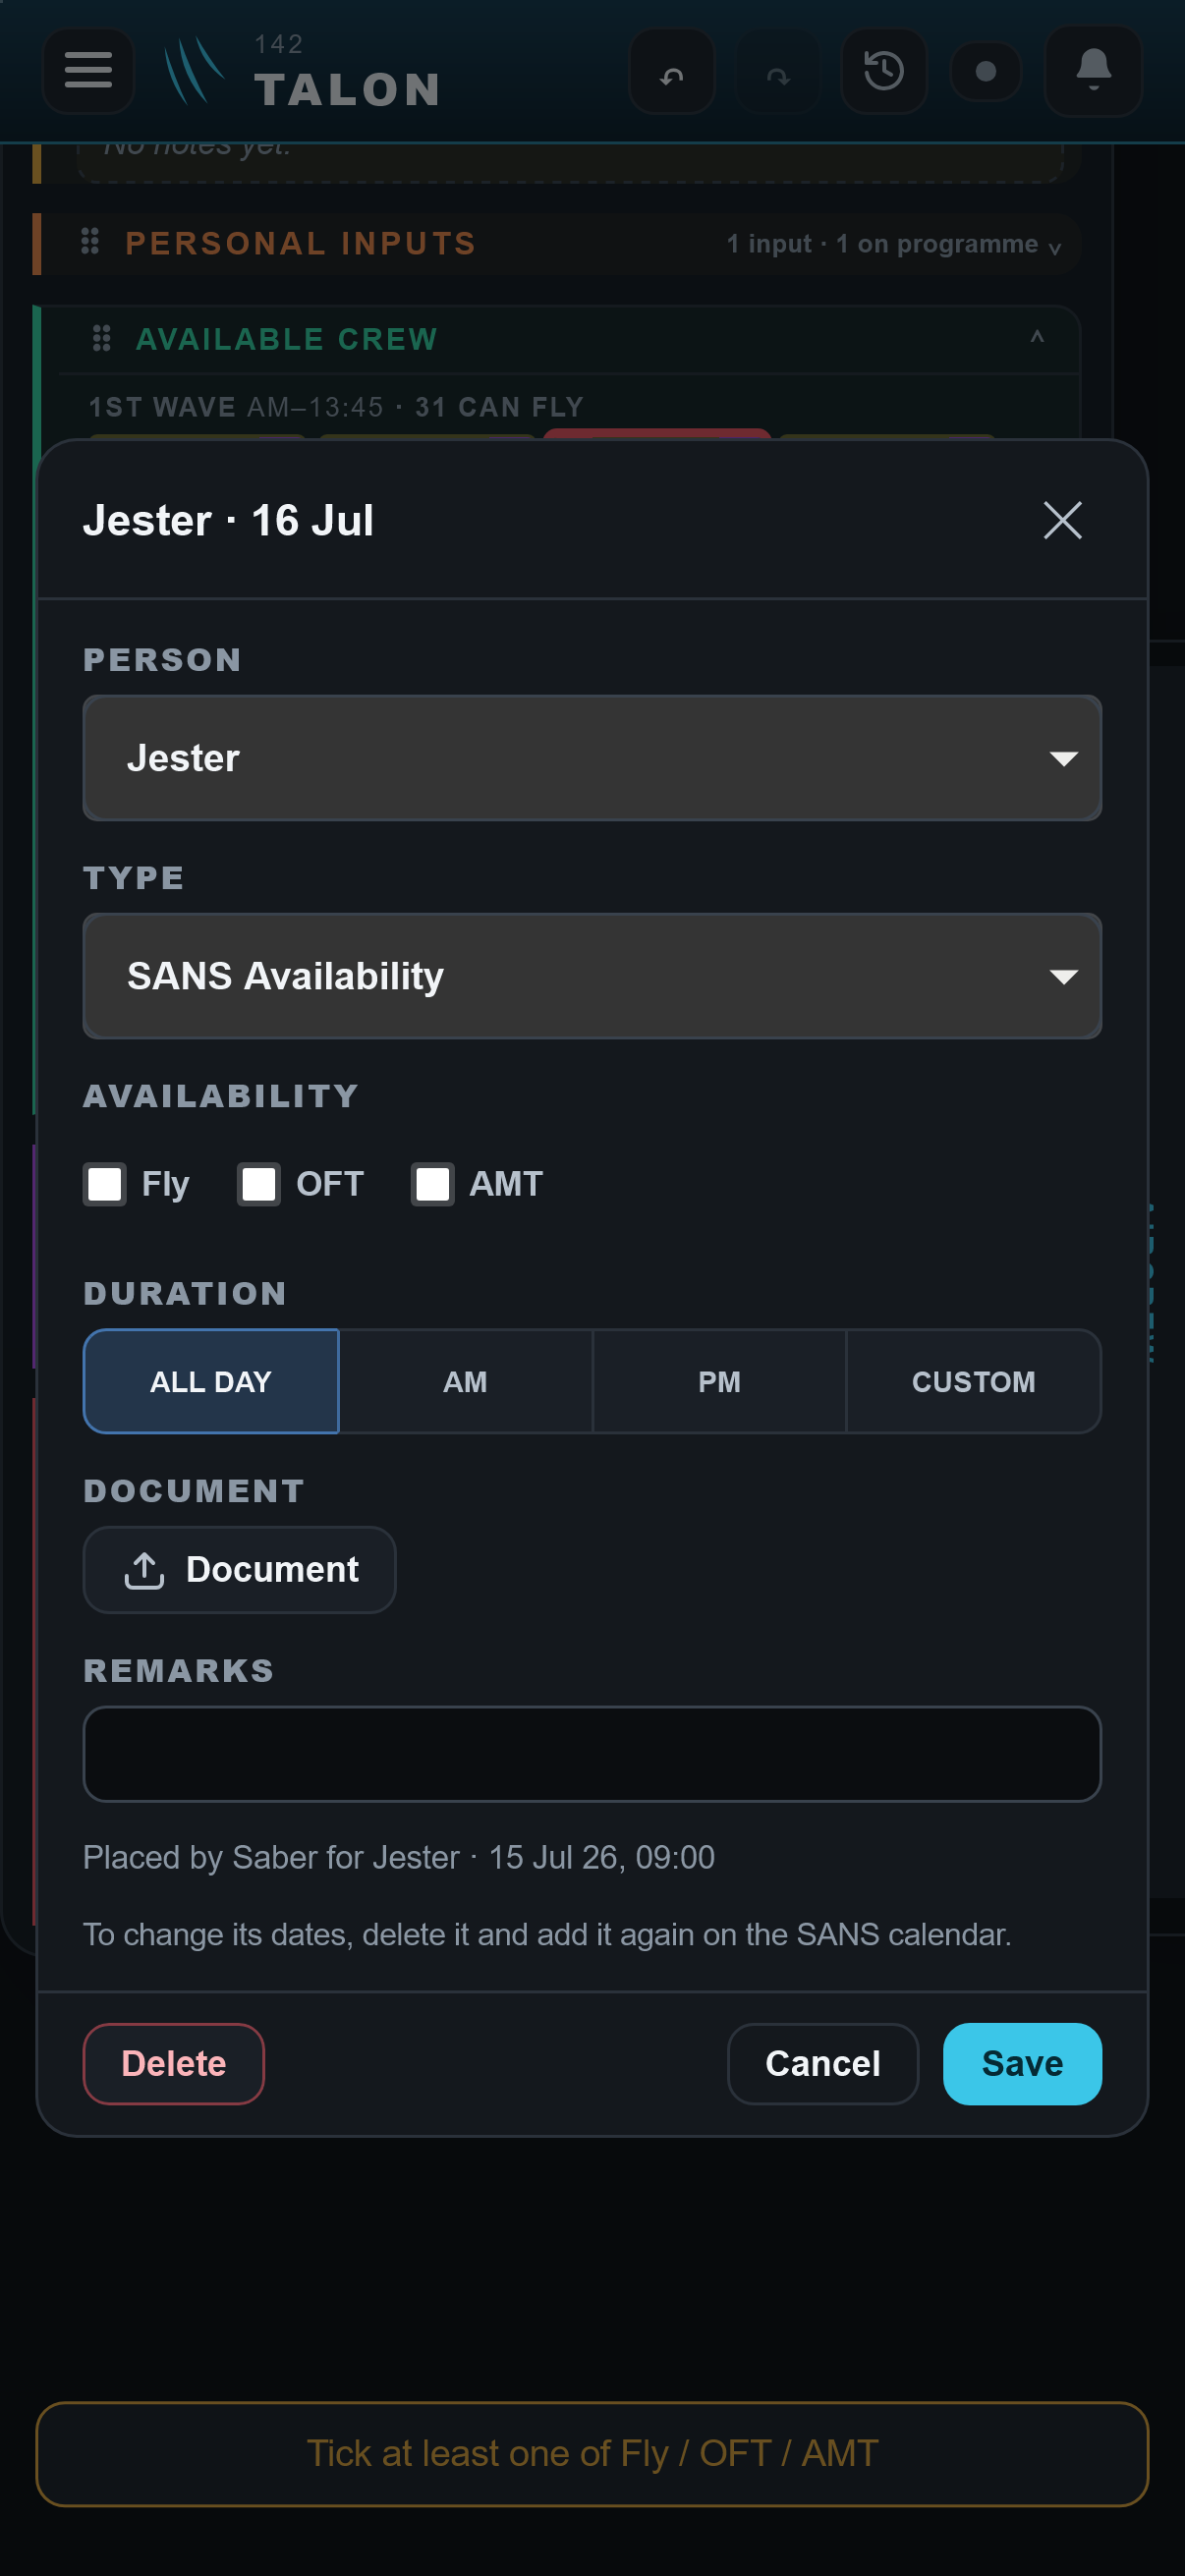 142
TALON
No notes yet.
PERSONAL INPUTS
1 input · 1 on programme
AVAILABLE CREW
1ST WAVE AM–13:45 · 31 CAN FLY
Jester · 16 Jul
PERSON
Jester
TYPE
SANS Availability
AVAILABILITY
Fly OFT AMT
DURATION
ALL DAY AM PM CUSTOM
DOCUMENT
Document
REMARKS
Placed by Saber for Jester · 15 Jul 26, 09:00
To change its dates, delete it and add it again on the SANS calendar.
Delete Cancel Save
Tick at least one of Fly / OFT / AMT